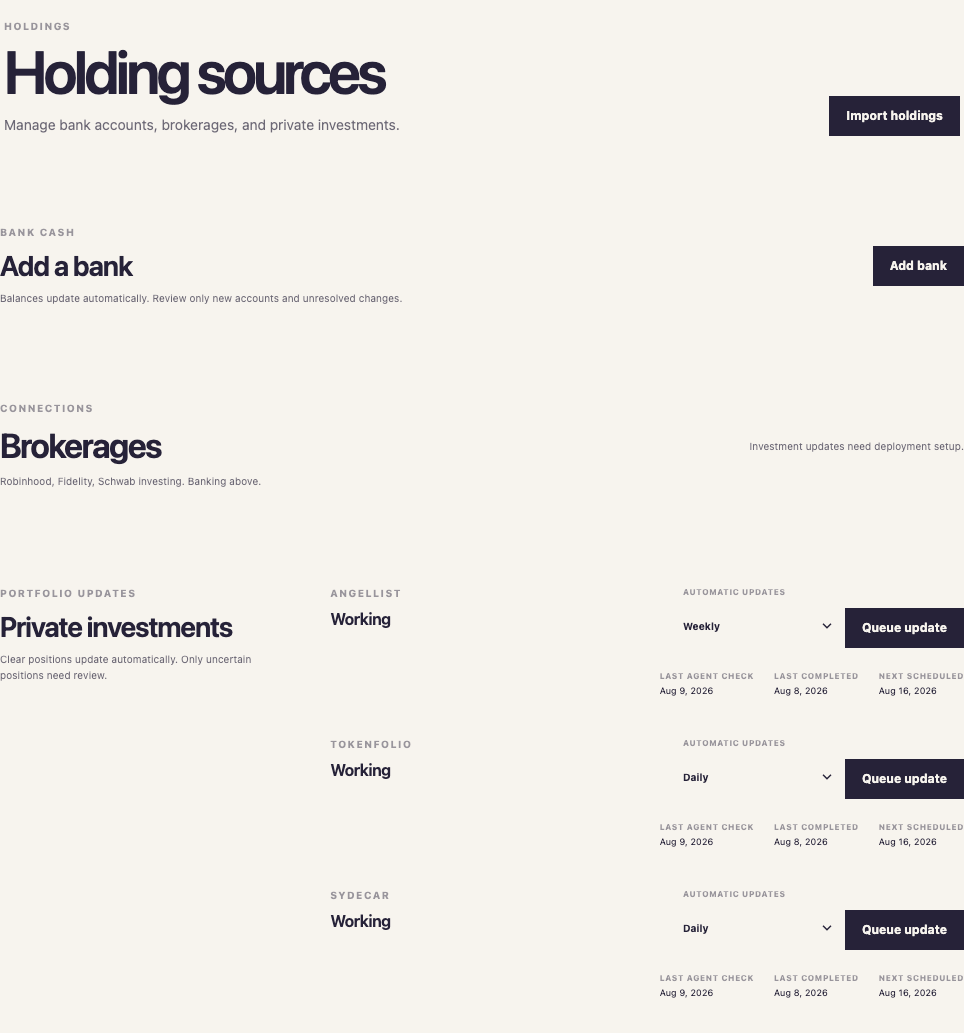 HOLDINGS
Holding sources
Manage bank accounts, brokerages, and private investments.
Import holdings
BANK CASH
Add a bank
Balances update automatically. Review only new accounts and unresolved changes.
Add bank
CONNECTIONS
Brokerages
Robinhood, Fidelity, Schwab investing. Banking above.
Investment updates need deployment setup.
PORTFOLIO UPDATES
Private investments
Clear positions update automatically. Only uncertain
positions need review.
ANGELLIST
Working
AUTOMATIC UPDATES
Weekly
Queue update
LAST AGENT CHECK LAST COMPLETED NEXT SCHEDULED
Aug 9, 2026 Aug 8, 2026 Aug 16, 2026
TOKENFOLIO
Working
AUTOMATIC UPDATES
Daily
Queue update
LAST AGENT CHECK LAST COMPLETED NEXT SCHEDULED
Aug 9, 2026 Aug 8, 2026 Aug 16, 2026
SYDECAR
Working
AUTOMATIC UPDATES
Daily
Queue update
LAST AGENT CHECK LAST COMPLETED NEXT SCHEDULED
Aug 9, 2026 Aug 8, 2026 Aug 16, 2026